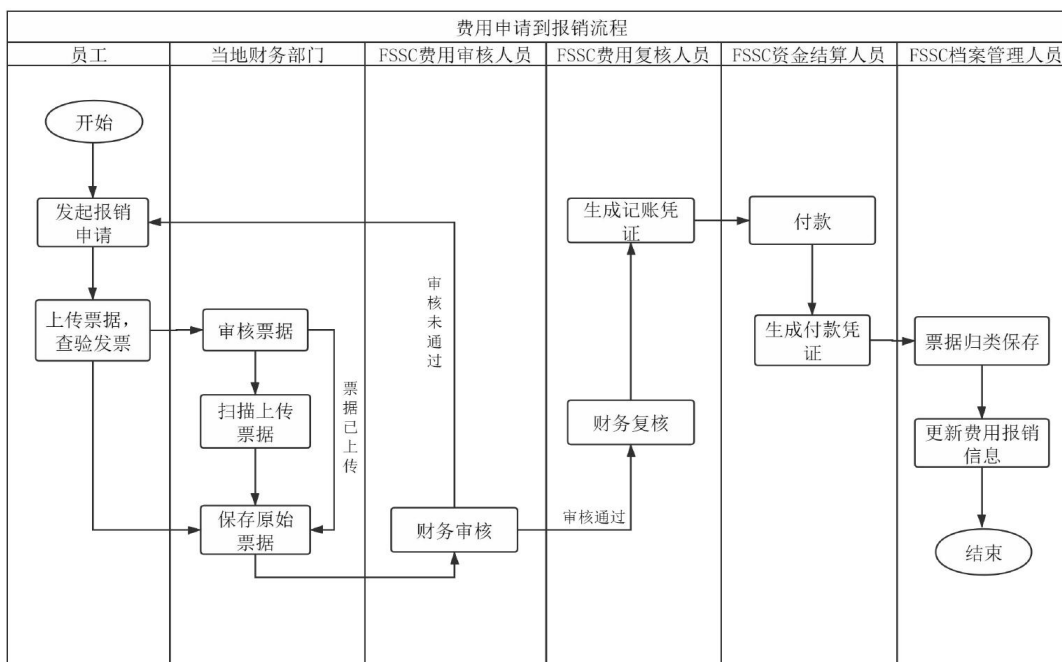 费用申请到报销流程
员工
当地财务部门
FSSC费用审核人员
FSSC费用复核人员
FSSC资金结算人员
FSSC档案管理人员
开始
发起报销
申请
上传票据，
查验发票
审核票据
扫描上传
票据
票据已上传
保存原始
票据
审核未通过
财务审核
审核通过
生成记账凭
证
财务复核
付款
生成付款凭
证
票据归类保存
更新费用报销
信息
结束